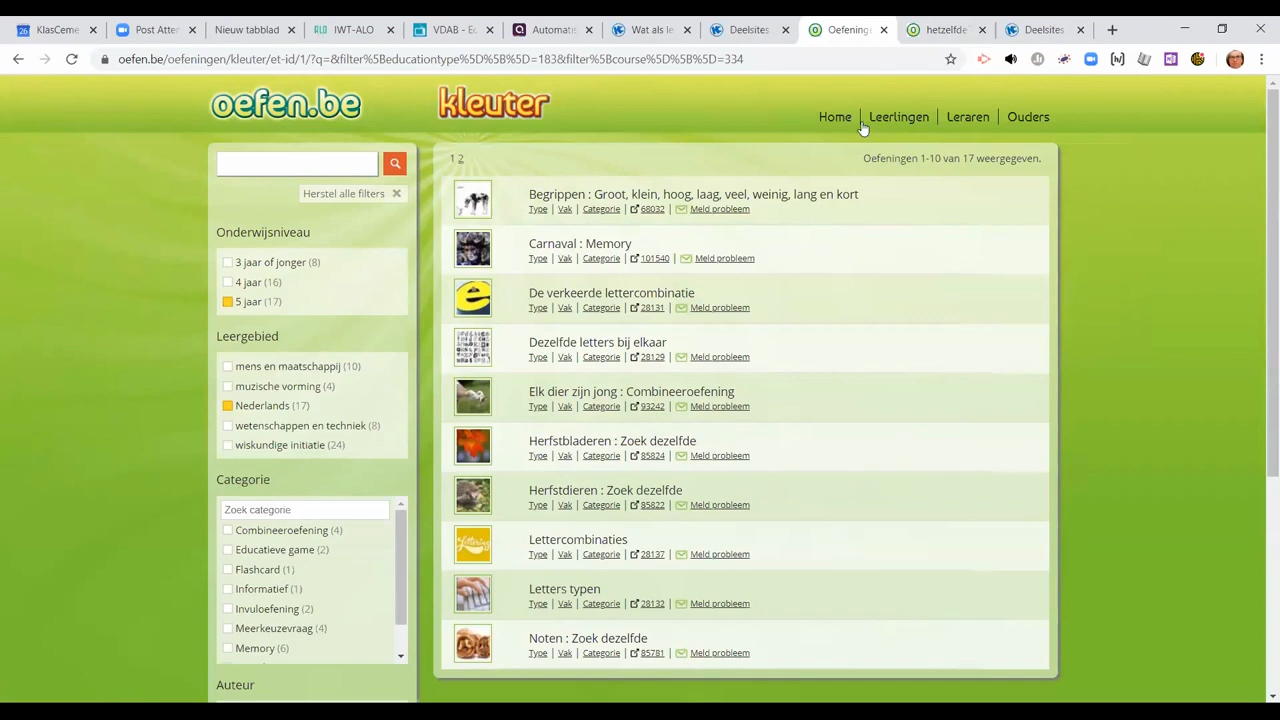 26 KlasCeme
Post Atter
Nieuw tabblad
RLO IWT-ALO
VDAB - Ec
Automatis
Wat als le
Deelsites
Oefening
hetzelfde"
Deelsites
oefen.be/oefeningen/kleuter/et-id/1/?q=&filter%5Beducationtype%5D%5B%5D=183&filter%5Bcourse%5D%5B%5D=334
oefen.be kleuter
Home | Leerlingen | Leraren | Ouders
Herstel alle filters
Onderwijsniveau
3 jaar of jonger (8)
4 jaar (16)
5 jaar (17)
Leergebied
mens en maatschappij (10)
muzische vorming (4)
Nederlands (17)
wetenschappen en techniek (8)
wiskundige initiatie (24)
Categorie
Zoek categorie
Combineeroefening (4)
Educatieve game (2)
Flashcard (1)
Informatief (1)
Invuloefening (2)
Meerkeuzevraag (4)
Memory (6)
Auteur
1 2
Oefeningen 1-10 van 17 weergegeven.
Begrippen : Groot, klein, hoog, laag, veel, weinig, lang en kort
Type | Vak | Categorie | 68032 | Meld probleem
Carnaval : Memory
Type | Vak | Categorie | 101540 | Meld probleem
De verkeerde lettercombinatie
Type | Vak | Categorie | 28131 | Meld probleem
Dezelfde letters bij elkaar
Type | Vak | Categorie | 28129 | Meld probleem
Elk dier zijn jong : Combineeroefening
Type | Vak | Categorie | 93242 | Meld probleem
Herfstbladeren : Zoek dezelfde
Type | Vak | Categorie | 85824 | Meld probleem
Herfstdieren : Zoek dezelfde
Type | Vak | Categorie | 85822 | Meld probleem
Lettercombinaties
Type | Vak | Categorie | 28137 | Meld probleem
Letters typen
Type | Vak | Categorie | 28132 | Meld probleem
Noten : Zoek dezelfde
Type | Vak | Categorie | 85781 | Meld probleem